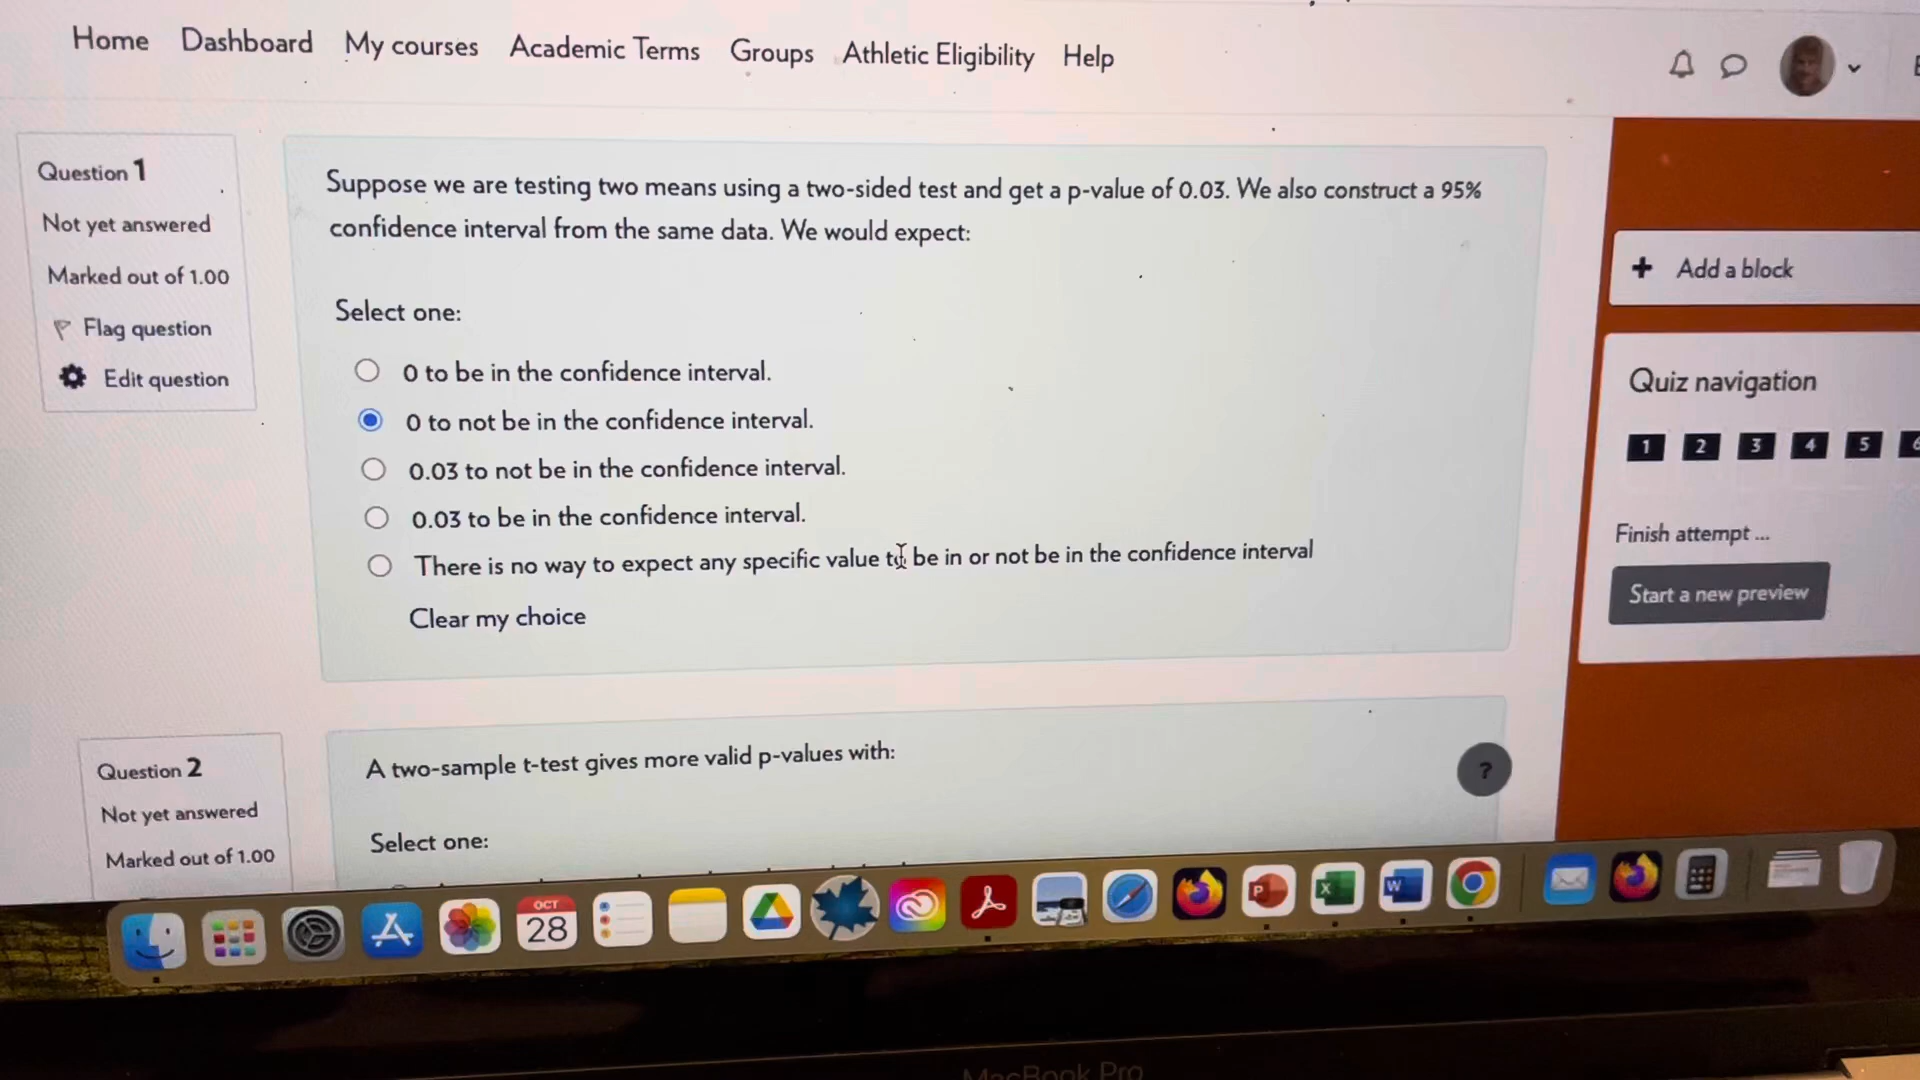 Home Dashboard My courses Academic Terms Groups Athletic Eligibility Help
Question 1
Not yet answered
Marked out of 1.00
Flag question
Edit question
Suppose we are testing two means using a two-sided test and get a p-value of 0.03. We also construct a 95%
confidence interval from the same data. We would expect:
Select one:
0 to be in the confidence interval.
0 to not be in the confidence interval.
0.03 to not be in the confidence interval.
0.03 to be in the confidence interval.
There is no way to expect any specific value to be in or not be in the confidence interval
Clear my choice
+ Add a block
Quiz navigation
1 2 3 4 5 6
Finish attempt ...
Start a new preview
Question 2
Not yet answered
Marked out of 1.00
A two-sample t-test gives more valid p-values with:
Select one:
?
OCT
28
P
X
W
MacBook Pro